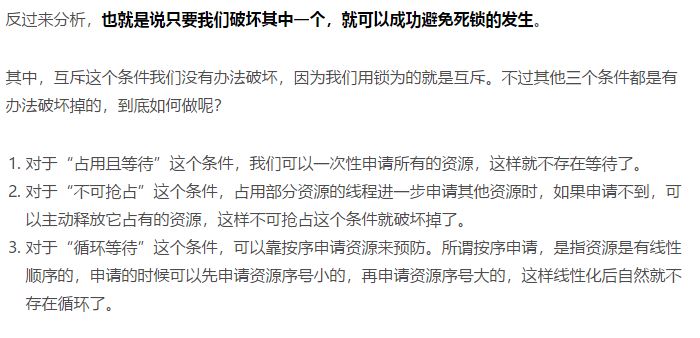 反过来分析，也就是说只要我们破坏其中一个，就可以成功避免死锁的发生。
其中，互斥这个条件我们没有办法破坏，因为我们用锁为的就是互斥。不过其他三个条件都是有
办法破坏掉的，到底如何做呢？
1. 对于“占用且等待”这个条件，我们可以一次性申请所有的资源，这样就不存在等待了。
2. 对于“不可抢占”这个条件，占用部分资源的线程进一步申请其他资源时，如果申请不到，可
以主动释放它占有的资源，这样不可抢占这个条件就破坏掉了。
3. 对于“循环等待”这个条件，可以靠按序申请资源来预防。所谓按序申请，是指资源是有线性
顺序的，申请的时候可以先申请资源序号小的，再申请资源序号大的，这样线性化后自然就不
存在循环了。